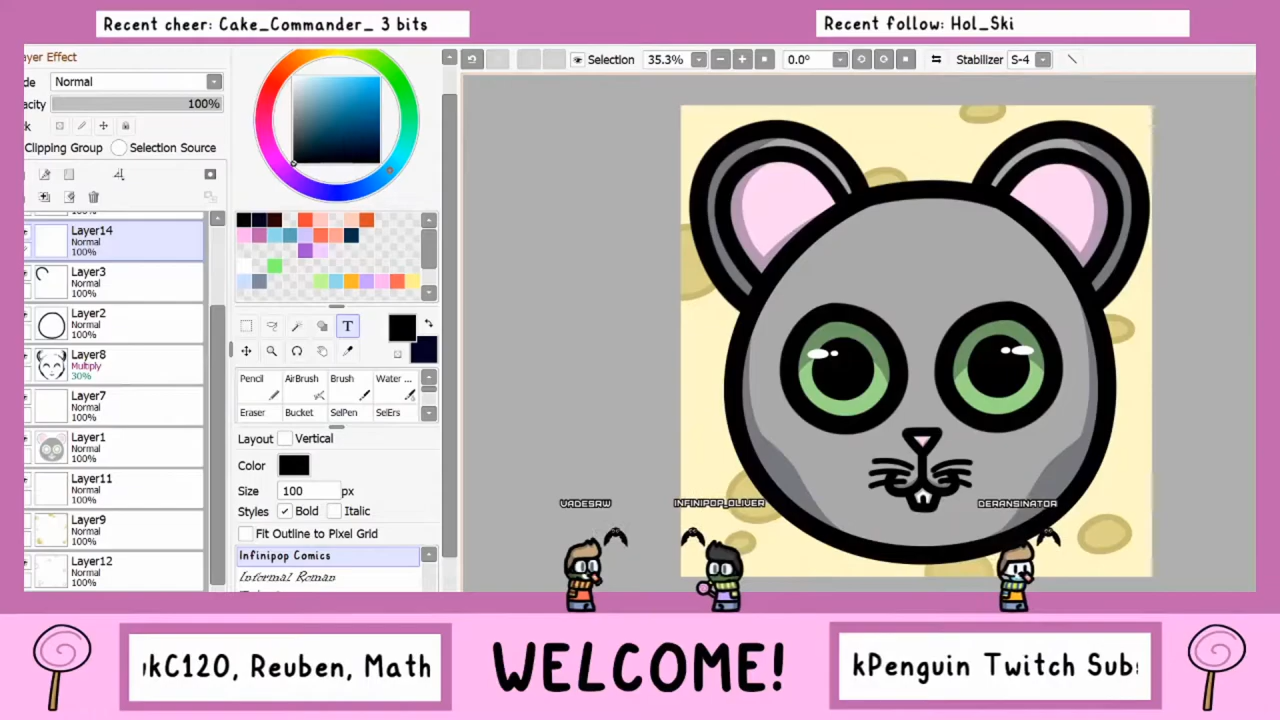 Recent cheer: Cake_Commander_ 3 bits
Recent follow: Hol_Ski
ayer Effect
de Normal
acity 100%
k
Clipping Group Selection Source
Layer14
Normal
100%
Layer3
Normal
100%
Layer2
Normal
100%
Layer8
Multiply
30%
Layer7
Normal
100%
Layer1
Normal
100%
Layer11
Normal
100%
Layer9
Normal
100%
Layer12
Normal
100%
T
Pencil AirBrush Brush Water ...
Eraser Bucket SelPen SelErs
Layout Vertical
Color
Size 100 px
Styles Bold Italic
Fit Outline to Pixel Grid
Infinipop Comics
Informal Roman
Selection 35.3% 0.0° Stabilizer S-4
VADESAW INFINIPOP_OLIVER DERANSINATOR
kC120, Reuben, Math
WELCOME!
kPenguin Twitch Subs